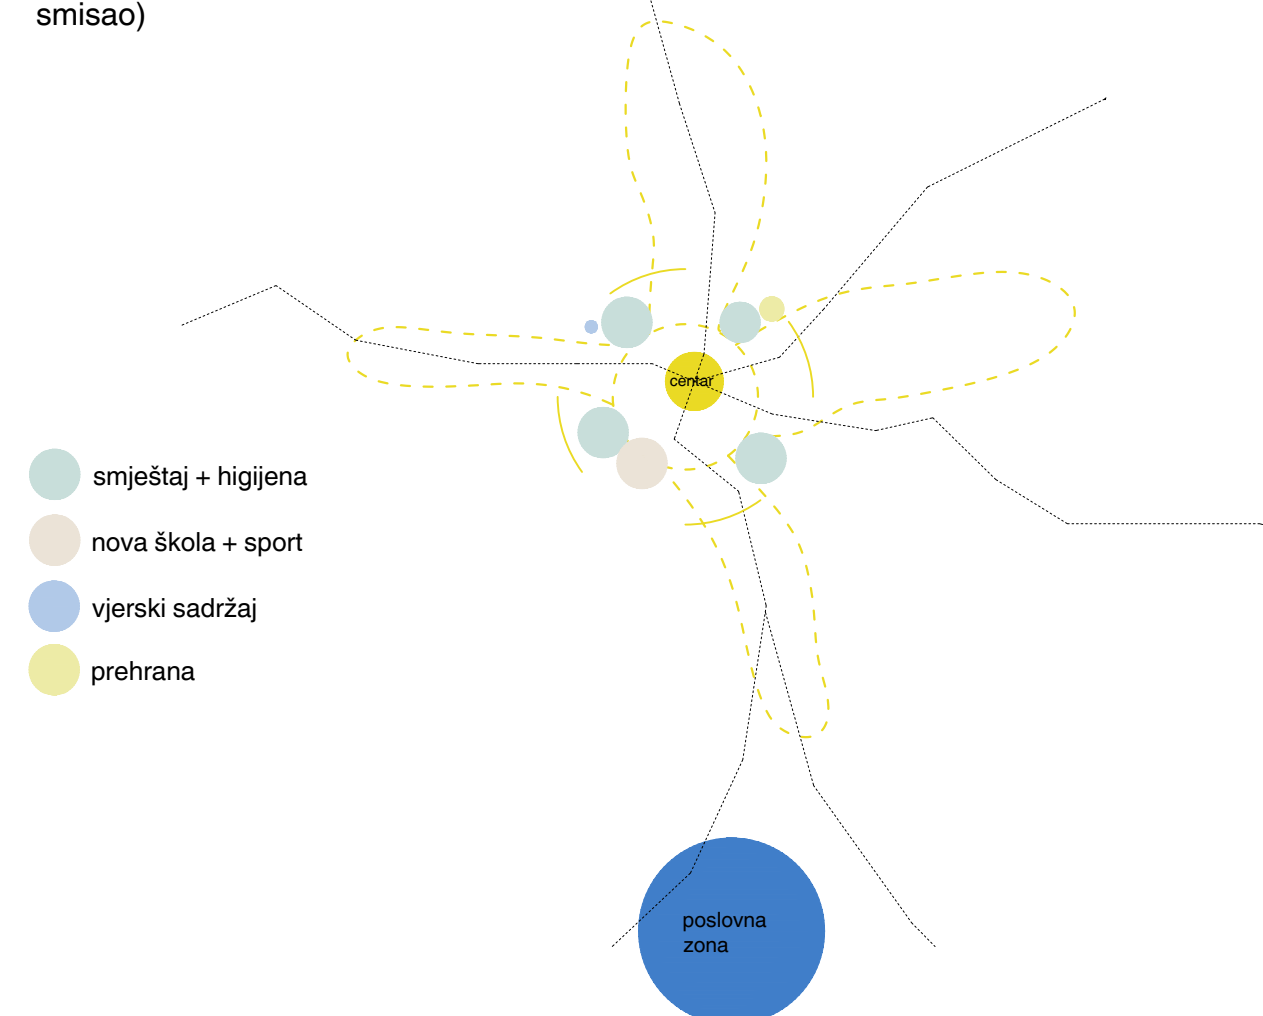 smisao)
centar
smještaj + higijena
nova škola + sport
vjerski sadržaj
prehrana
poslovna
zona